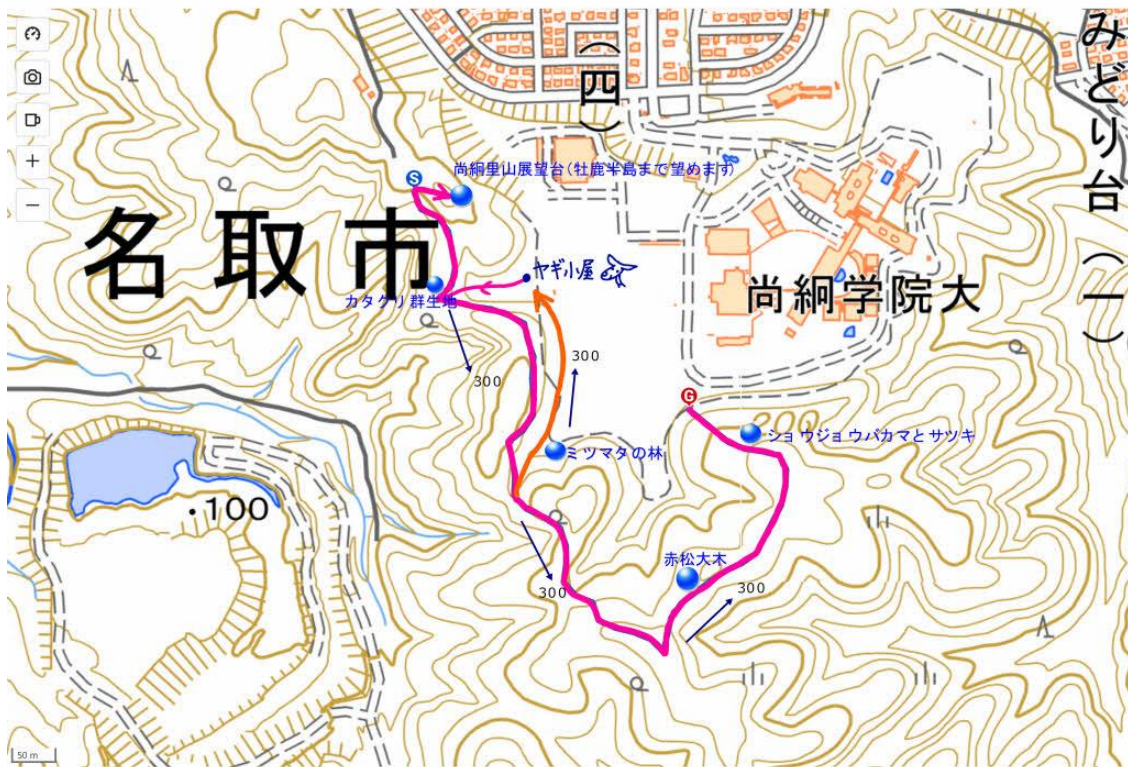 (四)
みどり台(一)
S
尚絅里山展望台(牡鹿半島まで望めます)
名取市
ヤギ小屋
カタクリ群生地
尚絅学院大
300
300
G
200
ショウジョウバカマとサツキ
ミツマタの林
·100
赤松大木
300
300
50 m